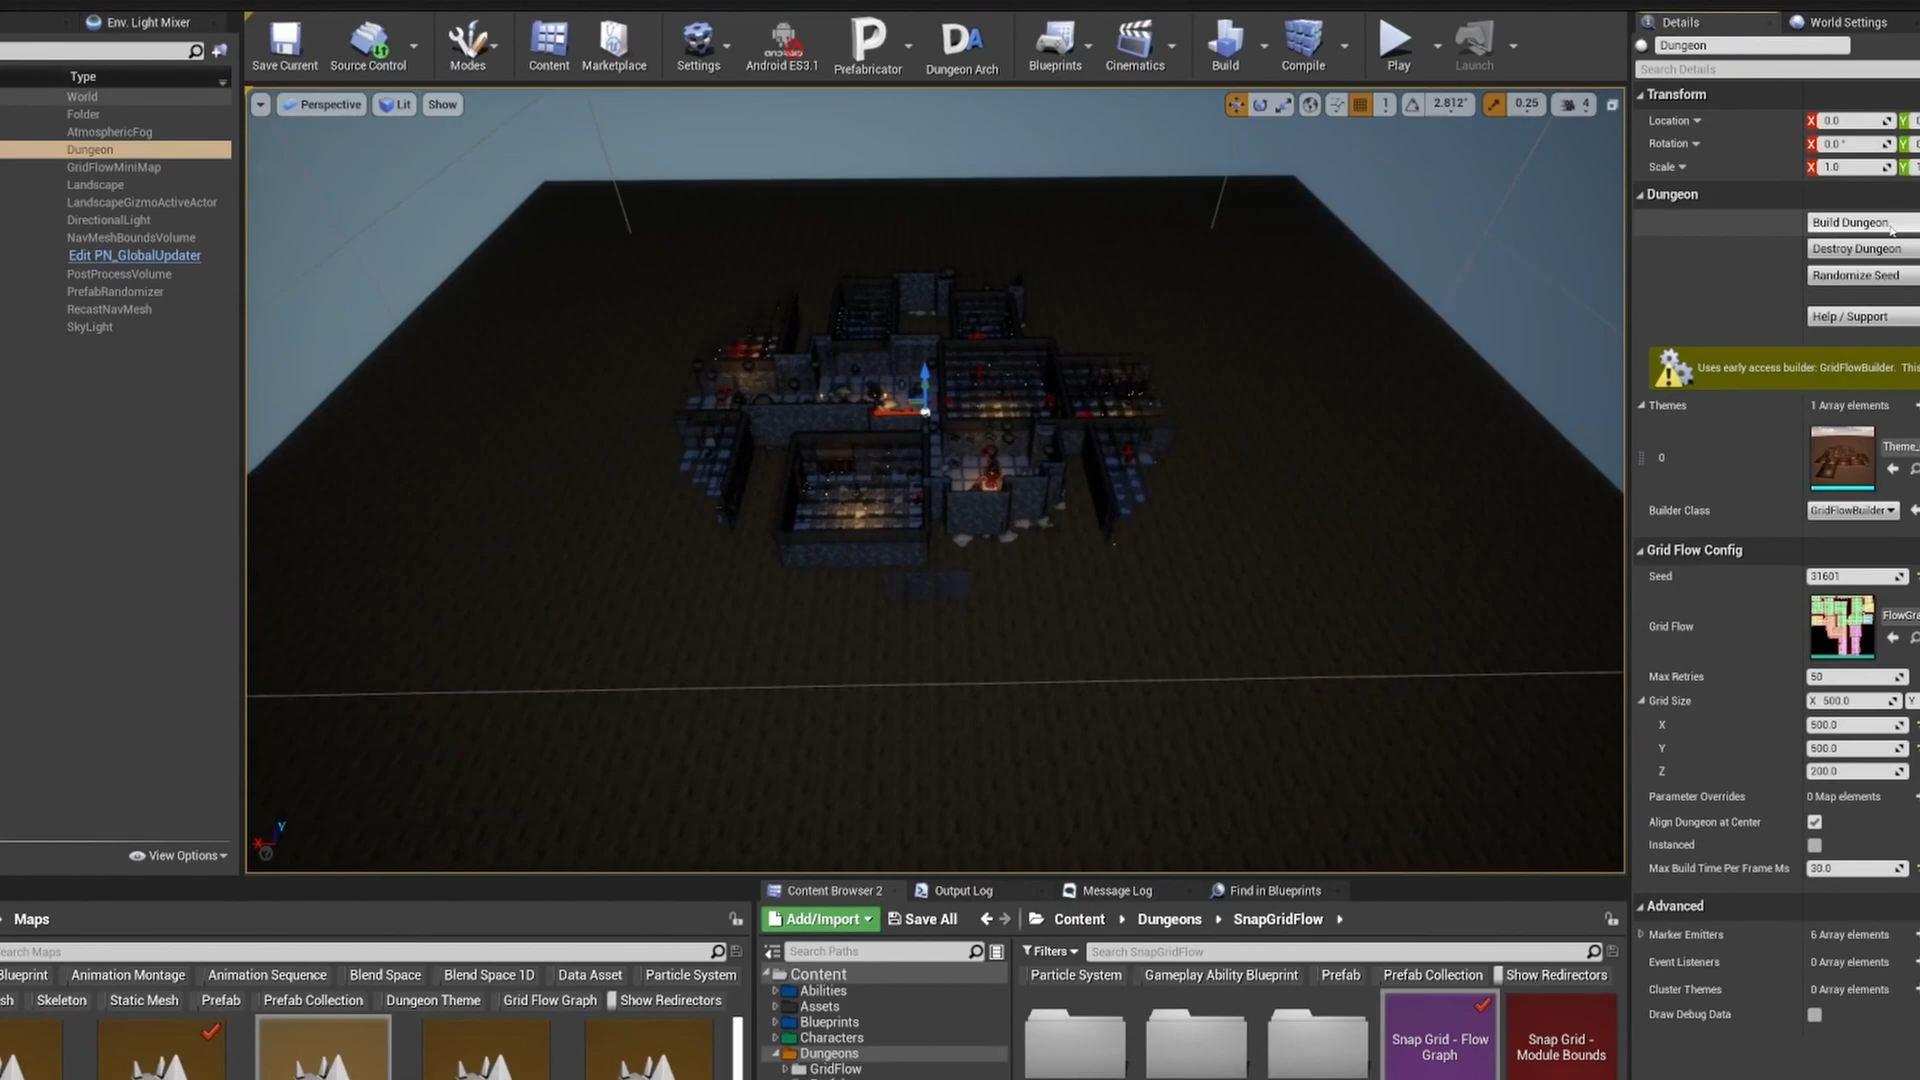 Env. Light Mixer
Type
World
Folder
AtmosphericFog
Dungeon
GridFlowMiniMap
Landscape
LandscapeGizmoActiveActor
DirectionalLight
NavMeshBoundsVolume
Edit PN_GlobalUpdater
PostProcessVolume
PrefabRandomizer
RecastNavMesh
SkyLight
View Options
Save Current
Source Control
Modes
Content
Marketplace
Settings
Android ES3.1
Prefabricator
Dungeon Arch
Blueprints
Cinematics
Build
Compile
Play
Launch
Perspective
Lit
Show
1
2.812°
0.25
4
Y
X
Details
World Settings
Dungeon
Search Details
Transform
Location
X 0.0 Y
Rotation
X 0.0 ° Y
Scale
X 1.0 Y
Dungeon
Build Dungeon
Destroy Dungeon
Randomize Seed
Help / Support
Uses early access builder: GridFlowBuilder. This
Themes
1 Array elements
0
Theme_
Builder Class
GridFlowBuilder
Grid Flow Config
Seed
31601
Grid Flow
FlowGra
Max Retries
50
Grid Size
X 500.0 Y
X
500.0
Y
500.0
Z
200.0
Parameter Overrides
0 Map elements
Align Dungeon at Center
Instanced
Max Build Time Per Frame Ms
30.0
Advanced
Marker Emitters
6 Array elements
Event Listeners
0 Array elements
Cluster Themes
0 Array elements
Draw Debug Data
Maps
Search Maps
Blueprint
Animation Montage
Animation Sequence
Blend Space
Blend Space 1D
Data Asset
Particle System
sh
Skeleton
Static Mesh
Prefab
Prefab Collection
Dungeon Theme
Grid Flow Graph
Show Redirectors
Content Browser 2
Output Log
Message Log
Find in Blueprints
Add/Import
Save All
Content
Dungeons
SnapGridFlow
Search Paths
Filters
Search SnapGridFlow
Content
Abilities
Assets
Blueprints
Characters
Dungeons
GridFlow
Particle System
Gameplay Ability Blueprint
Prefab
Prefab Collection
Show Redirectors
Snap Grid - Flow
Graph
Snap Grid -
Module Bounds